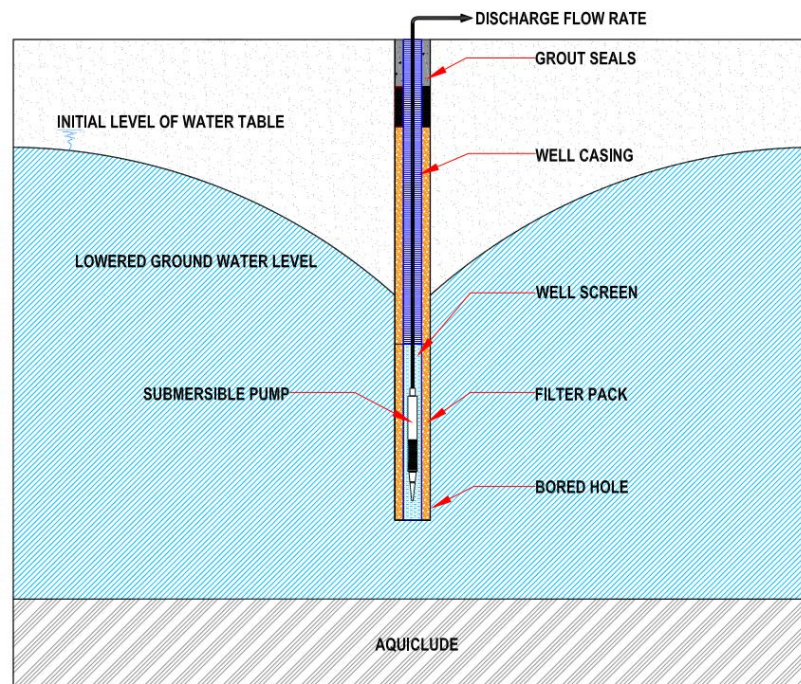 DISCHARGE FLOW RATE
GROUT SEALS
INITIAL LEVEL OF WATER TABLE
WELL CASING
LOWERED GROUND WATER LEVEL
WELL SCREEN
SUBMERSIBLE PUMP
FILTER PACK
BORED HOLE
AQUICLUDE